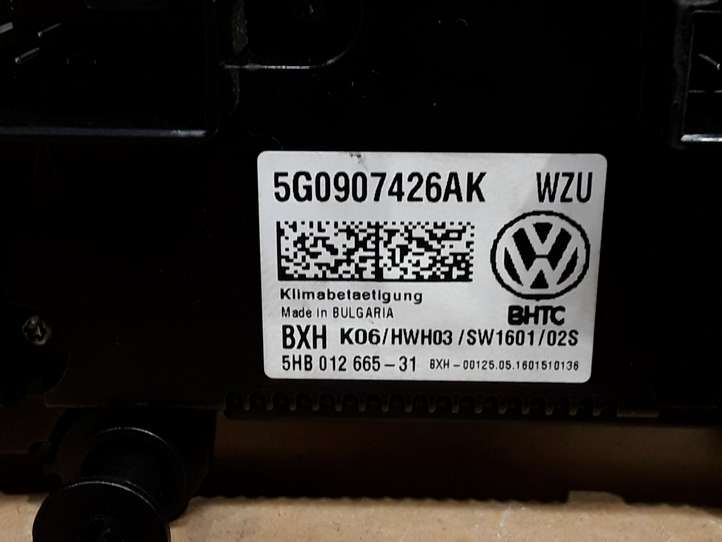 5G0907426AK WZU
Klimabetaetigung
Made in BULGARIA
BHTC
BXH K06/HWH03/SW1601/02S
5HB 012 665-31 BXH-00125.05.1601510136